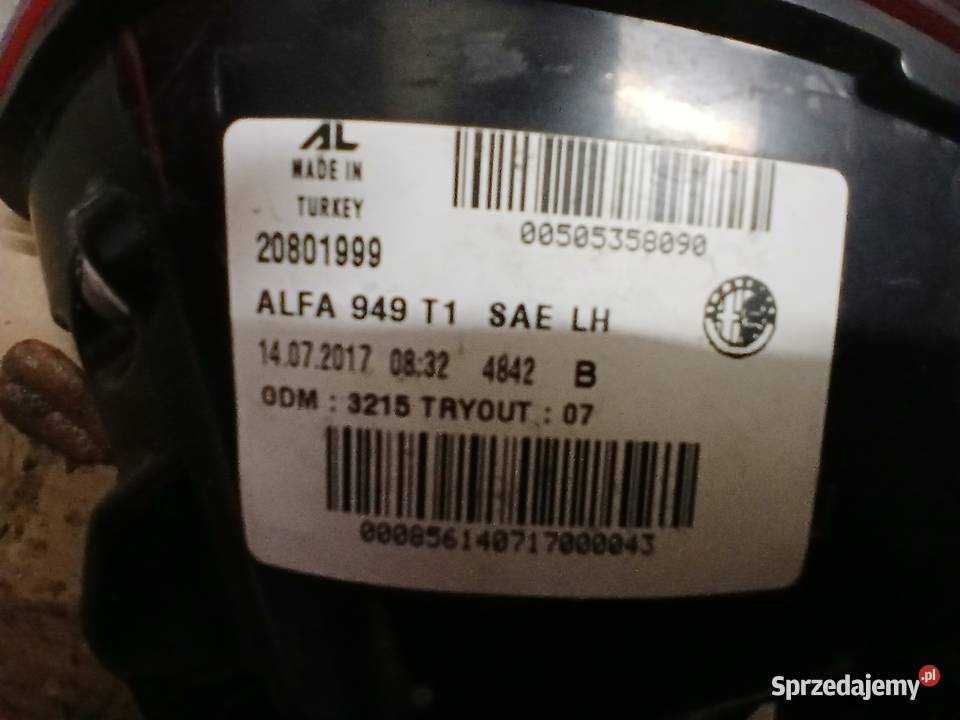 AL
MADE IN
TURKEY
00505358090
20801999
ALFA 949 T1 SAE LH
14.07.2017 08:32 4842 B
ODM : 3215 TRYOUT : 07
000856140717000043
Sprzedajemy.pl